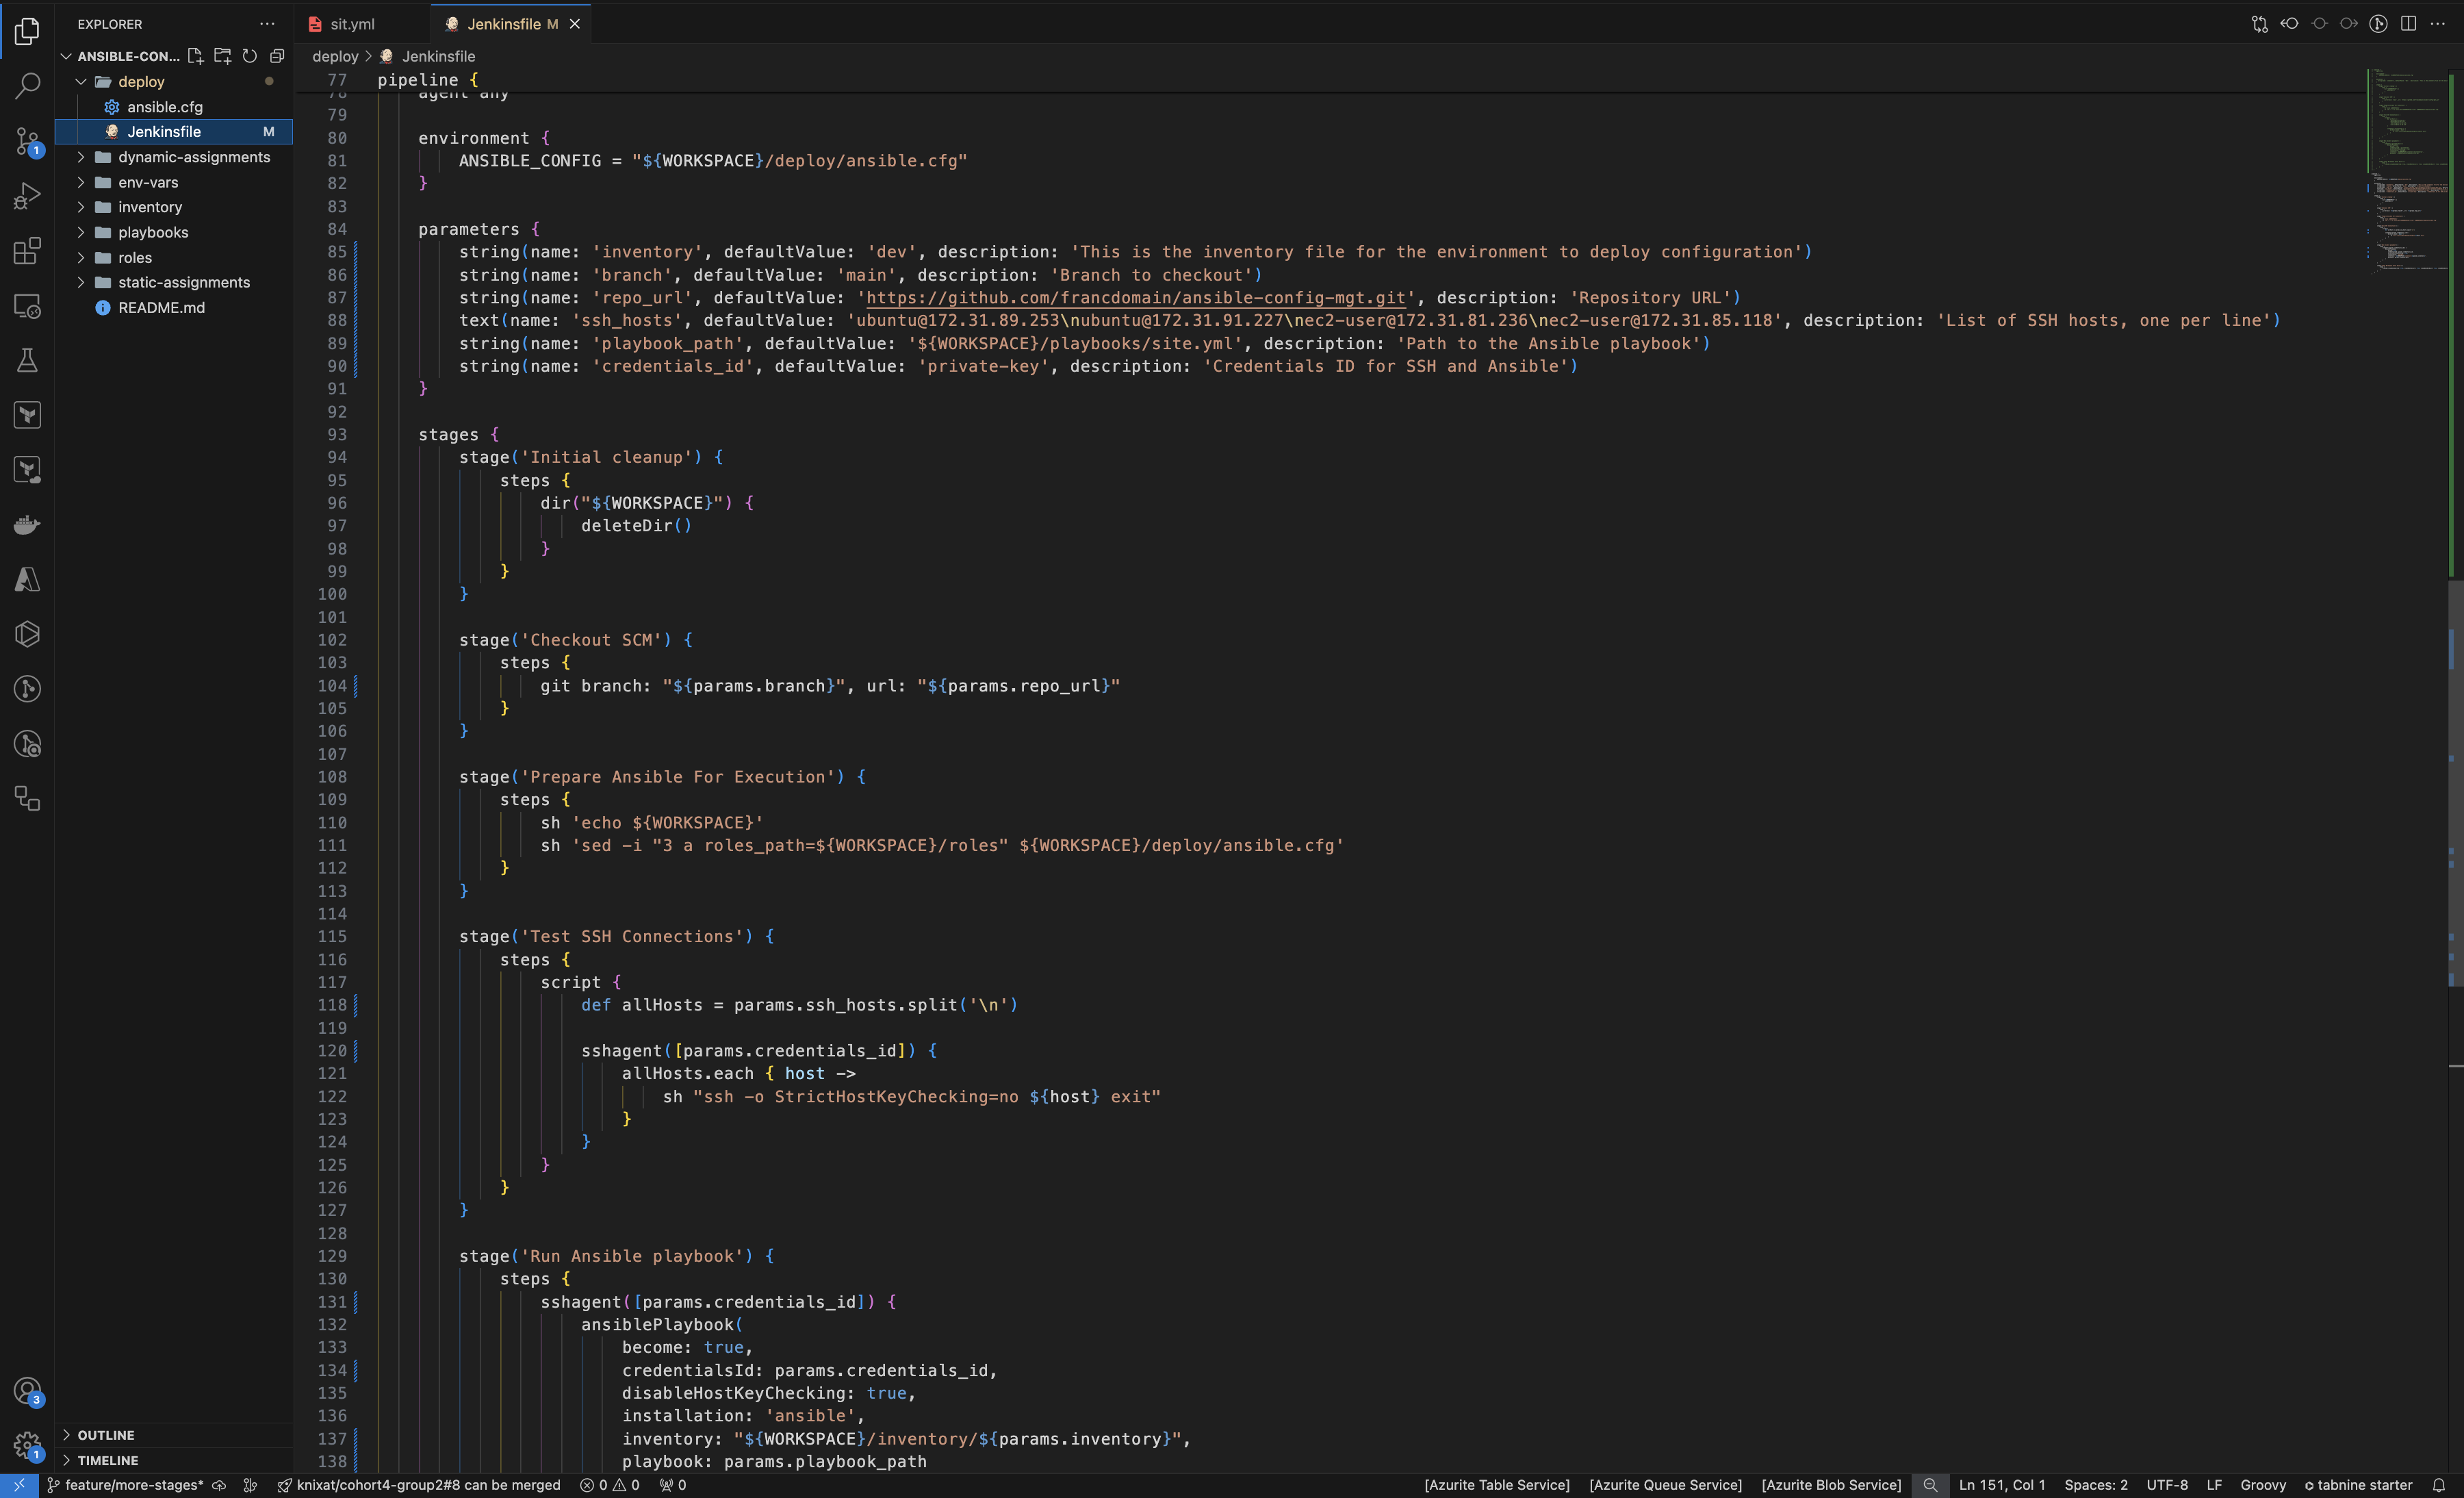 EXPLORER
ANSIBLE-CON...
deploy
ansible.cfg
Jenkinsfile M
dynamic-assignments
env-vars
inventory
playbooks
roles
static-assignments
README.md
OUTLINE
TIMELINE
1
3
1
sit.yml
Jenkinsfile M
deploy > Jenkinsfile
77 pipeline {
78 agent any
79
80 environment {
81 ANSIBLE_CONFIG = "${WORKSPACE}/deploy/ansible.cfg"
82 }
83
84 parameters {
85 string(name: 'inventory', defaultValue: 'dev', description: 'This is the inventory file for the environment to deploy configuration')
86 string(name: 'branch', defaultValue: 'main', description: 'Branch to checkout')
87 string(name: 'repo_url', defaultValue: 'https://github.com/francdomain/ansible-config-mgt.git', description: 'Repository URL')
88 text(name: 'ssh_hosts', defaultValue: 'ubuntu@172.31.89.253\nubuntu@172.31.91.227\nec2-user@172.31.81.236\nec2-user@172.31.85.118', description: 'List of SSH hosts, one per line')
89 string(name: 'playbook_path', defaultValue: '${WORKSPACE}/playbooks/site.yml', description: 'Path to the Ansible playbook')
90 string(name: 'credentials_id', defaultValue: 'private-key', description: 'Credentials ID for SSH and Ansible')
91 }
92
93 stages {
94 stage('Initial cleanup') {
95 steps {
96 dir("${WORKSPACE}") {
97 deleteDir()
98 }
99 }
100 }
101
102 stage('Checkout SCM') {
103 steps {
104 git branch: "${params.branch}", url: "${params.repo_url}"
105 }
106 }
107
108 stage('Prepare Ansible For Execution') {
109 steps {
110 sh 'echo ${WORKSPACE}'
111 sh 'sed -i "3 a roles_path=${WORKSPACE}/roles" ${WORKSPACE}/deploy/ansible.cfg'
112 }
113 }
114
115 stage('Test SSH Connections') {
116 steps {
117 script {
118 def allHosts = params.ssh_hosts.split('\n')
119
120 sshagent([params.credentials_id]) {
121 allHosts.each { host ->
122 sh "ssh -o StrictHostKeyChecking=no ${host} exit"
123 }
124 }
125 }
126 }
127 }
128
129 stage('Run Ansible playbook') {
130 steps {
131 sshagent([params.credentials_id]) {
132 ansiblePlaybook(
133 become: true,
134 credentialsId: params.credentials_id,
135 disableHostKeyChecking: true,
136 installation: 'ansible',
137 inventory: "${WORKSPACE}/inventory/${params.inventory}",
138 playbook: params.playbook_path
feature/more-stages* knixat/cohort4-group2#8 can be merged 0 0 0 [Azurite Table Service] [Azurite Queue Service] [Azurite Blob Service] Ln 151, Col 1 Spaces: 2 UTF-8 LF Groovy tabnine starter